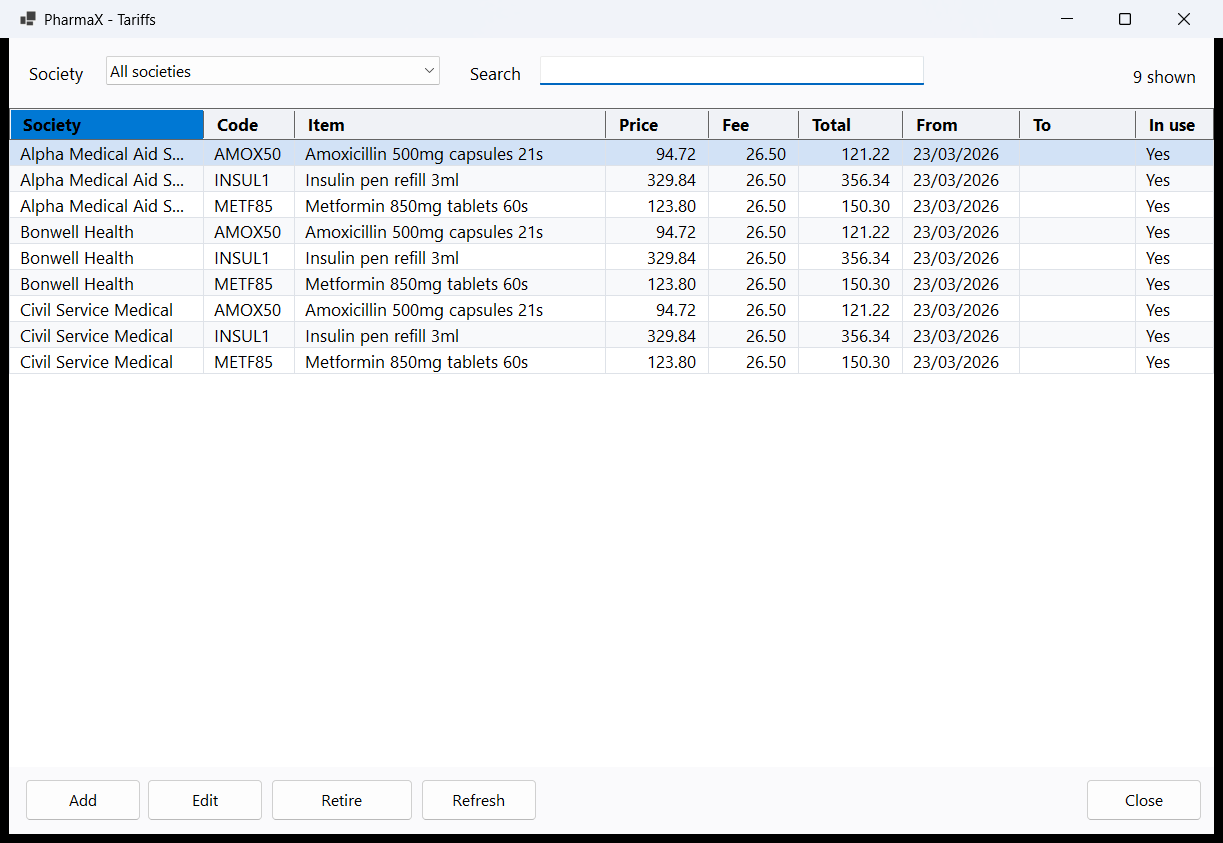 PharmaX - Tariffs
Society All societies Search 9 shown
Society Code Item Price Fee Total From To In use
Alpha Medical Aid S... AMOX50 Amoxicillin 500mg capsules 21s 94.72 26.50 121.22 23/03/2026 Yes
Alpha Medical Aid S... INSUL1 Insulin pen refill 3ml 329.84 26.50 356.34 23/03/2026 Yes
Alpha Medical Aid S... METF85 Metformin 850mg tablets 60s 123.80 26.50 150.30 23/03/2026 Yes
Bonwell Health AMOX50 Amoxicillin 500mg capsules 21s 94.72 26.50 121.22 23/03/2026 Yes
Bonwell Health INSUL1 Insulin pen refill 3ml 329.84 26.50 356.34 23/03/2026 Yes
Bonwell Health METF85 Metformin 850mg tablets 60s 123.80 26.50 150.30 23/03/2026 Yes
Civil Service Medical AMOX50 Amoxicillin 500mg capsules 21s 94.72 26.50 121.22 23/03/2026 Yes
Civil Service Medical INSUL1 Insulin pen refill 3ml 329.84 26.50 356.34 23/03/2026 Yes
Civil Service Medical METF85 Metformin 850mg tablets 60s 123.80 26.50 150.30 23/03/2026 Yes
Add Edit Retire Refresh Close